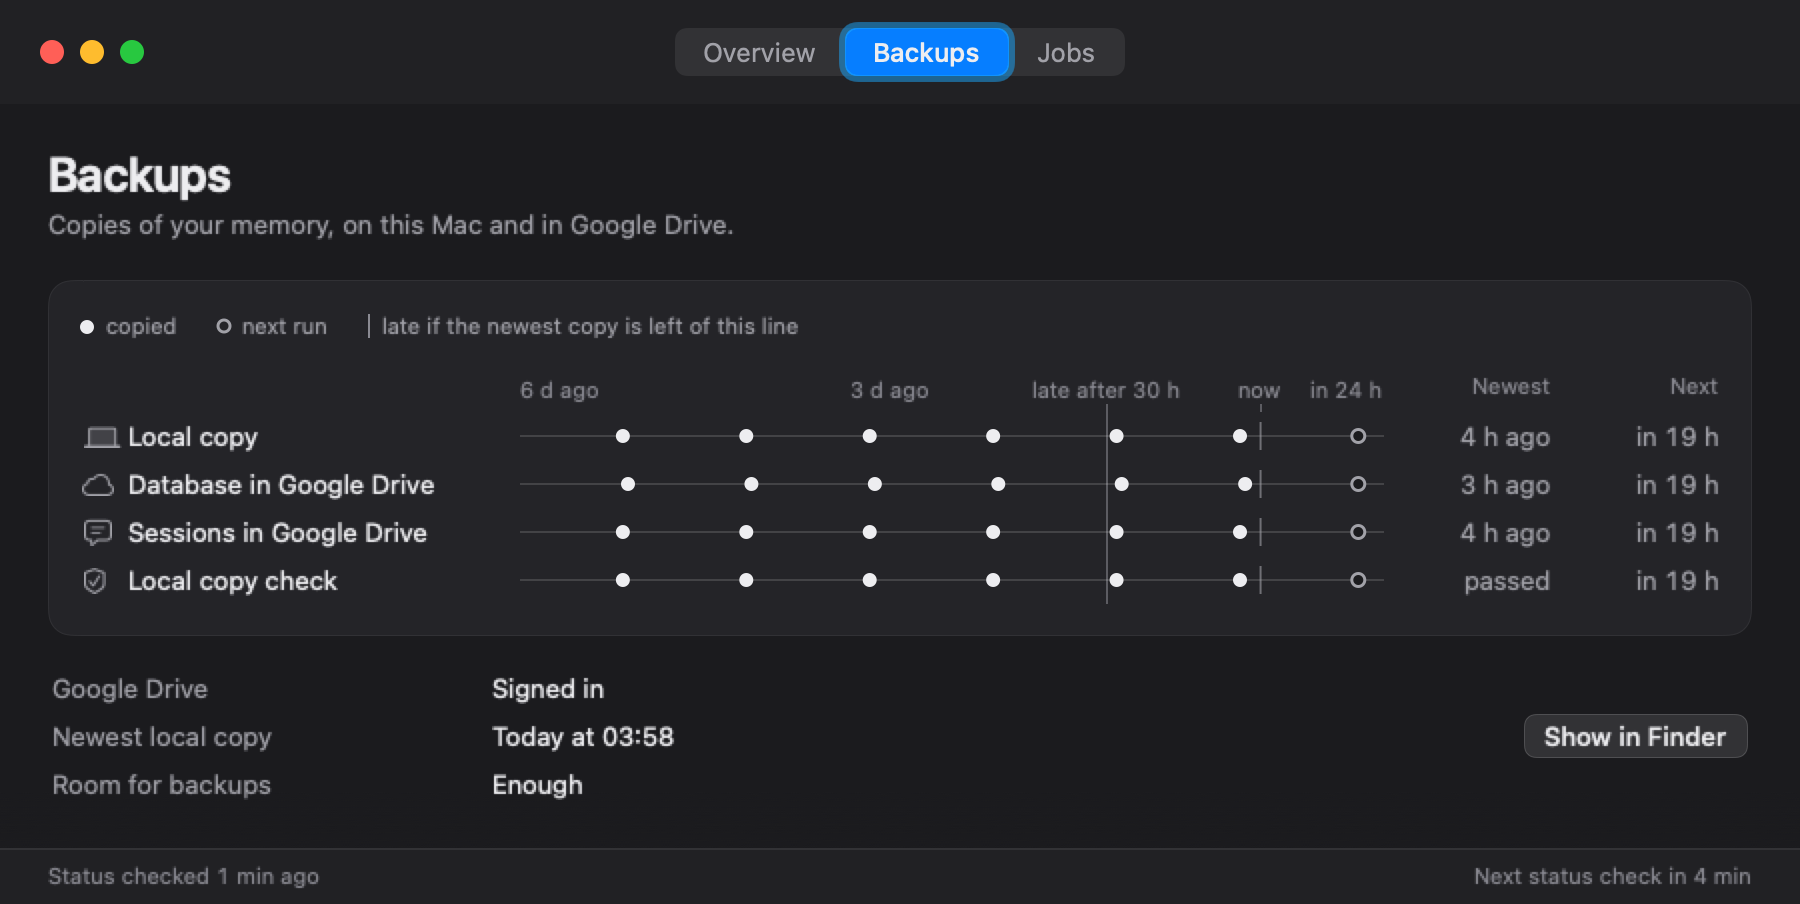 Overview Backups Jobs
Backups
Copies of your memory, on this Mac and in Google Drive.
copied next run late if the newest copy is left of this line
6 d ago 3 d ago late after 30 h now in 24 h Newest Next
Local copy 4 h ago in 19 h
Database in Google Drive 3 h ago in 19 h
Sessions in Google Drive 4 h ago in 19 h
Local copy check passed in 19 h
Google Drive Signed in
Newest local copy Today at 03:58 Show in Finder
Room for backups Enough
Status checked 1 min ago Next status check in 4 min